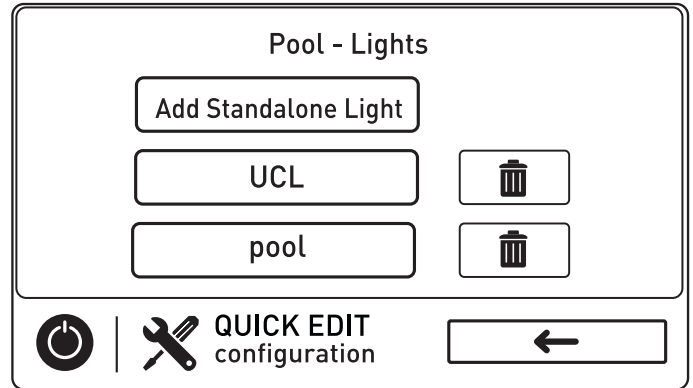 Pool - Lights
Add Standalone Light
UCL
pool
QUICK EDIT
configuration